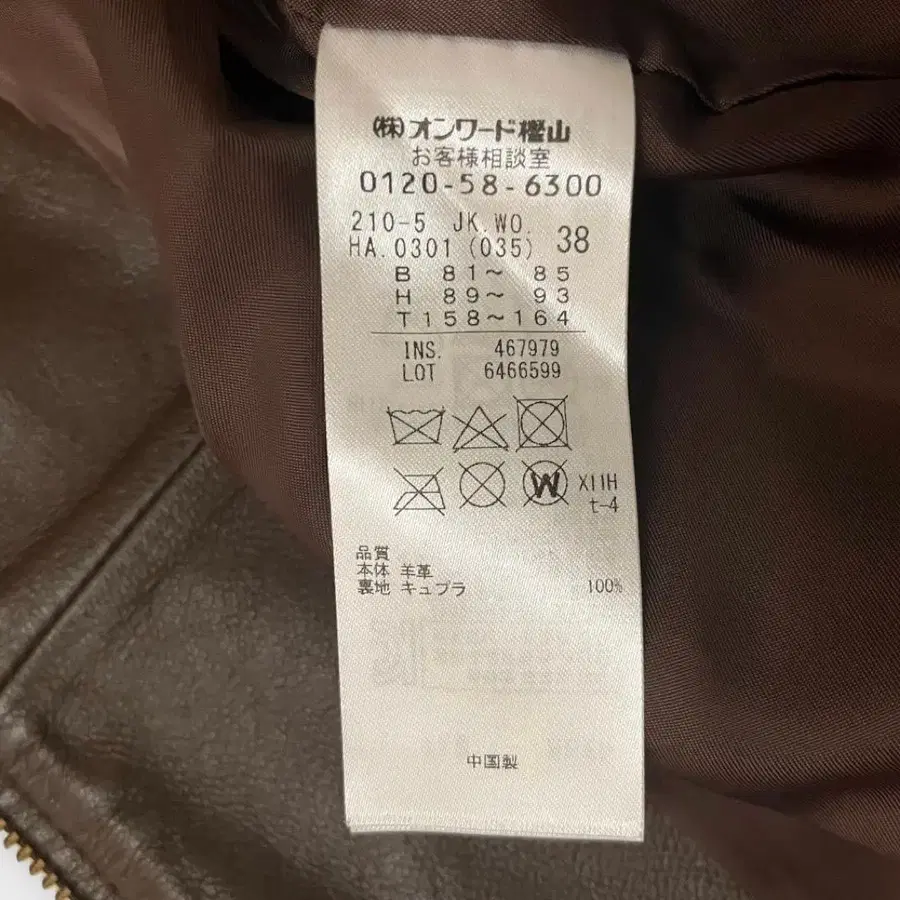 (株)オンワード樫山
お客様相談室
0120-58-6300
210-5 JK.WO.
HA.0301 (035) 38
B 81～ 85
H 89～ 93
T158～164
INS. 467979
LOT 6466599
W X11H
t-4
品質
本体 羊革
裏地 キュプラ 100%
中国製